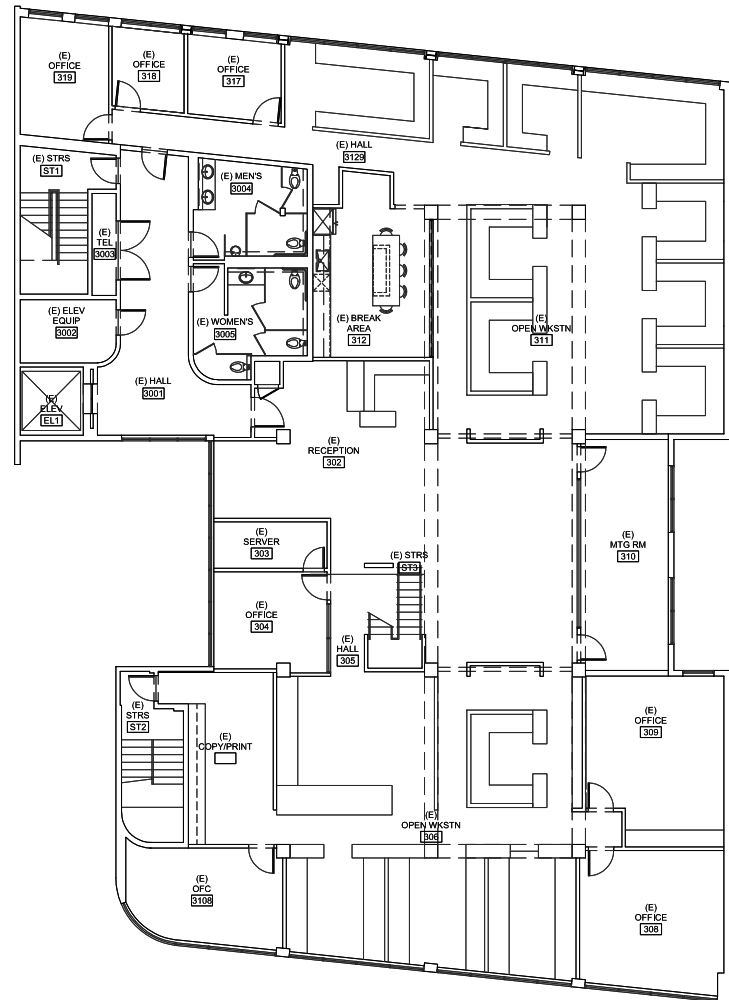 (E)
OFFICE
319
(E)
OFFICE
318
(E)
OFFICE
317
(E) HALL
3129
(E) STRS
ST1
(E) MEN'S
3004
(E)
TEL
3003
(E) ELEV
EQUIP
3002
(E) WOMEN'S
3005
(E) BREAK
AREA
312
(E)
OPEN WKSTN
311
(E) HALL
3001
(E)
ELEV
EL1
(E)
RECEPTION
302
(E)
SERVER
303
(E) STRS
ST3
(E)
MTG RM
310
(E)
OFFICE
304
(E)
HALL
305
(E)
STRS
ST2
(E)
COPY/PRINT
(E)
OFFICE
309
(E)
OPEN WKSTN
306
(E)
OFC
3108
(E)
OFFICE
308